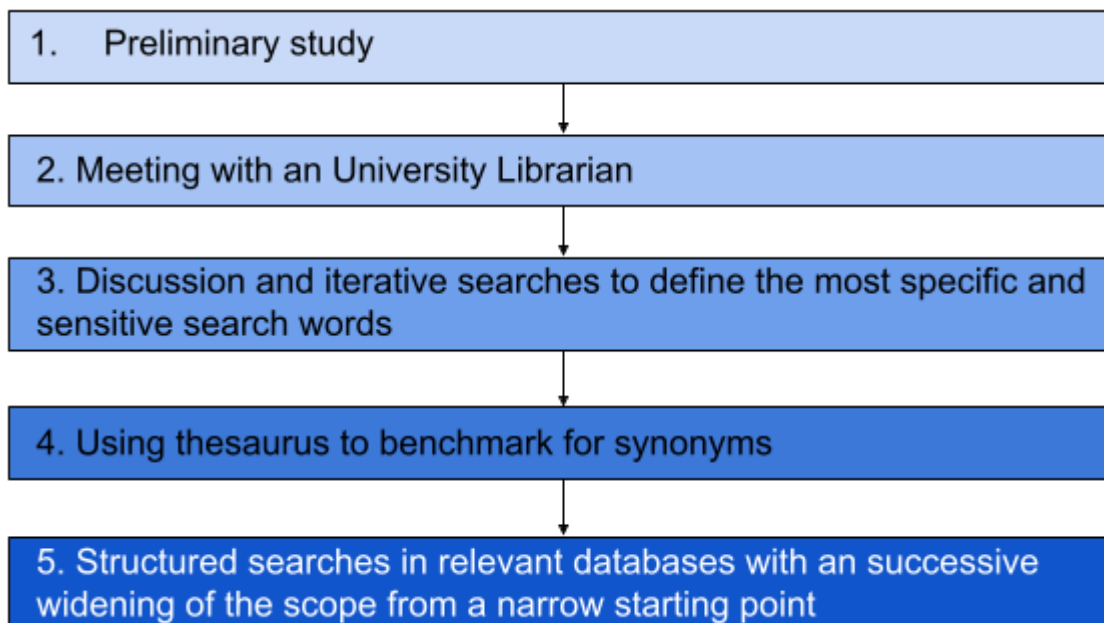 1. Preliminary study
2. Meeting with an University Librarian
3. Discussion and iterative searches to define the most specific and
sensitive search words
4. Using thesaurus to benchmark for synonyms
5. Structured searches in relevant databases with an successive
widening of the scope from a narrow starting point